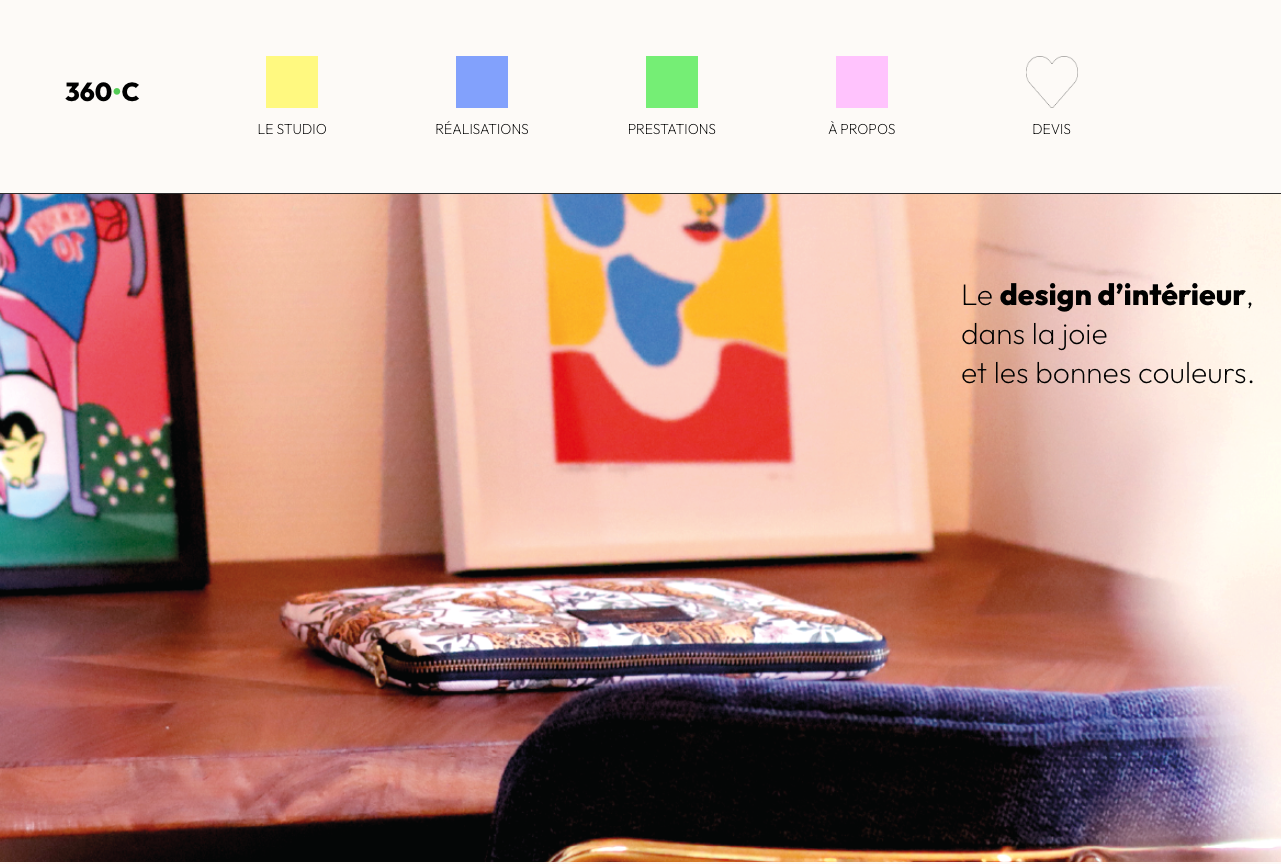 360•C
LE STUDIO
RÉALISATIONS
PRESTATIONS
À PROPOS
DEVIS
Le design d’intérieur,
dans la joie
et les bonnes couleurs.